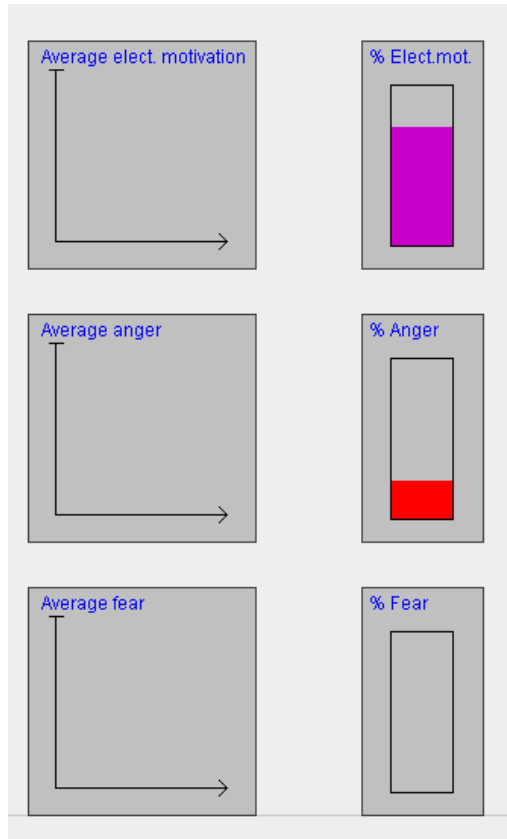 Average elect. motivation
% Elect.mot.
Average anger
% Anger
Average fear
% Fear